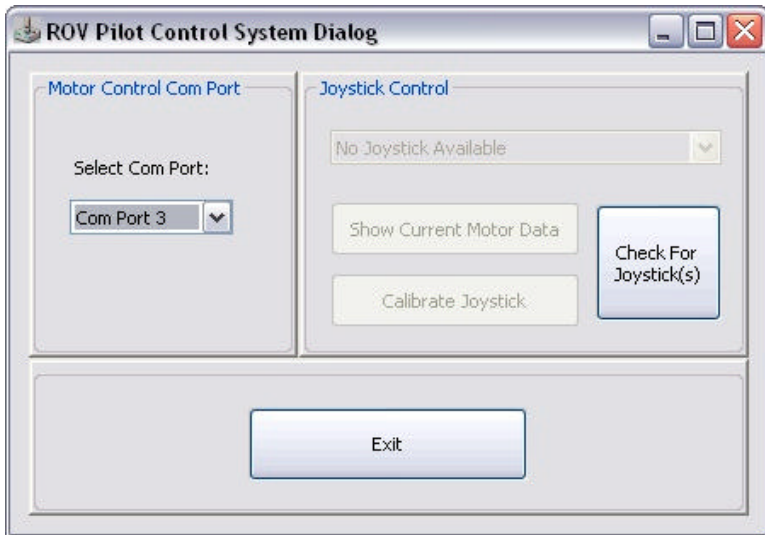 ROV Pilot Control System Dialog
Motor Control Com Port
Select Com Port:
Com Port 3
Joystick Control
No Joystick Available
Show Current Motor Data
Calibrate Joystick
Check For
Joystick(s)
Exit